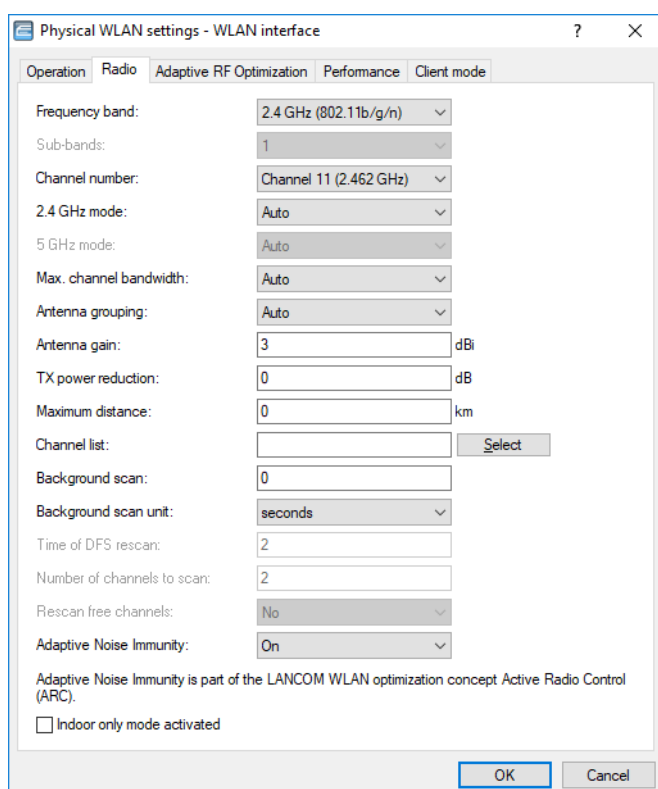 Physical WLAN settings - WLAN interface
Operation Radio Adaptive RF Optimization Performance Client mode
Frequency band: 2.4 GHz (802.11b/g/n)
Sub-bands: 1
Channel number: Channel 11 (2.462 GHz)
2.4 GHz mode: Auto
5 GHz mode: Auto
Max. channel bandwidth: Auto
Antenna grouping: Auto
Antenna gain: 3 dBi
TX power reduction: 0 dB
Maximum distance: 0 km
Channel list: Select
Background scan: 0
Background scan unit: seconds
Time of DFS rescan: 2
Number of channels to scan: 2
Rescan free channels: No
Adaptive Noise Immunity: On
Adaptive Noise Immunity is part of the LANCOM WLAN optimization concept Active Radio Control
(ARC).
Indoor only mode activated
OK Cancel